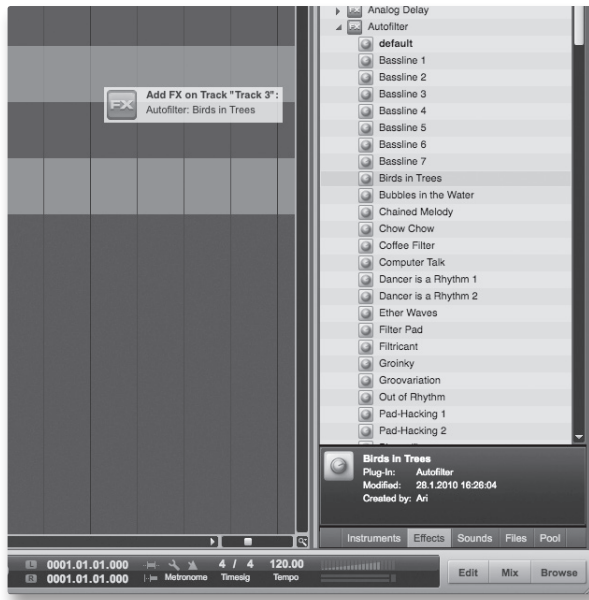 Analog Delay
Autofilter
default
Bassline 1
Bassline 2
Bassline 3
Bassline 4
Bassline 5
Bassline 6
Bassline 7
Birds in Trees
Bubbles in the Water
Chained Melody
Chow Chow
Coffee Filter
Computer Talk
Dancer is a Rhythm 1
Dancer is a Rhythm 2
Ether Waves
Filter Pad
Filtricant
Groinky
Groovariation
Out of Rhythm
Pad-Hacking 1
Pad-Hacking 2
FX
Add FX on Track "Track 3":
Autofilter: Birds in Trees
Birds in Trees
Plug-In: Autofilter
Modified: 28.1.2010 16:26:04
Created by: Ari
Instruments Effects Sounds Files Pool
L 0001.01.01.000 4 / 4 120.00
R 0001.01.01.000 Metronome Timesig Tempo
Edit Mix Browse